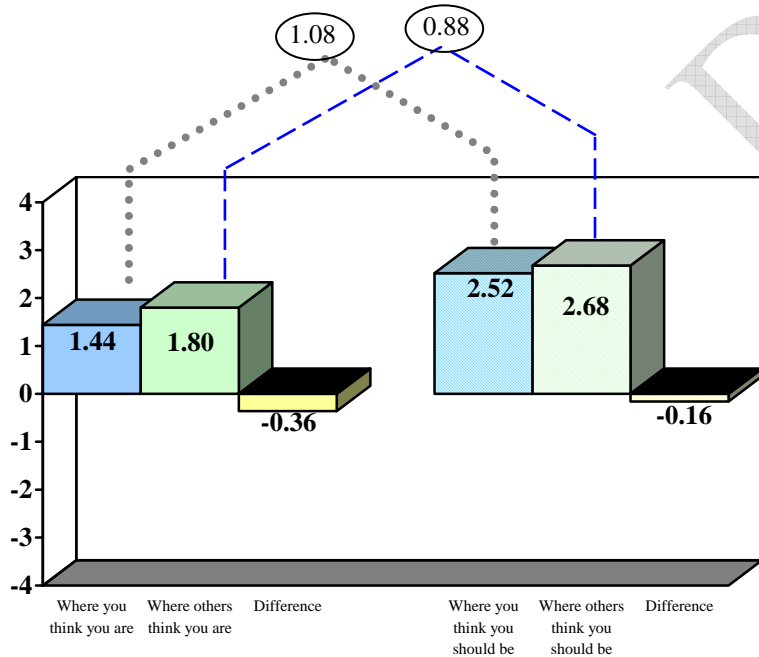 1.08
0.88
4
3
2
1
0
-1
-2
-3
-4
1.44
1.80
-0.36
2.52
2.68
-0.16
Where you
think you are
Where others
think you are
Difference
Where you
think you
should be
Where others
think you
should be
Difference